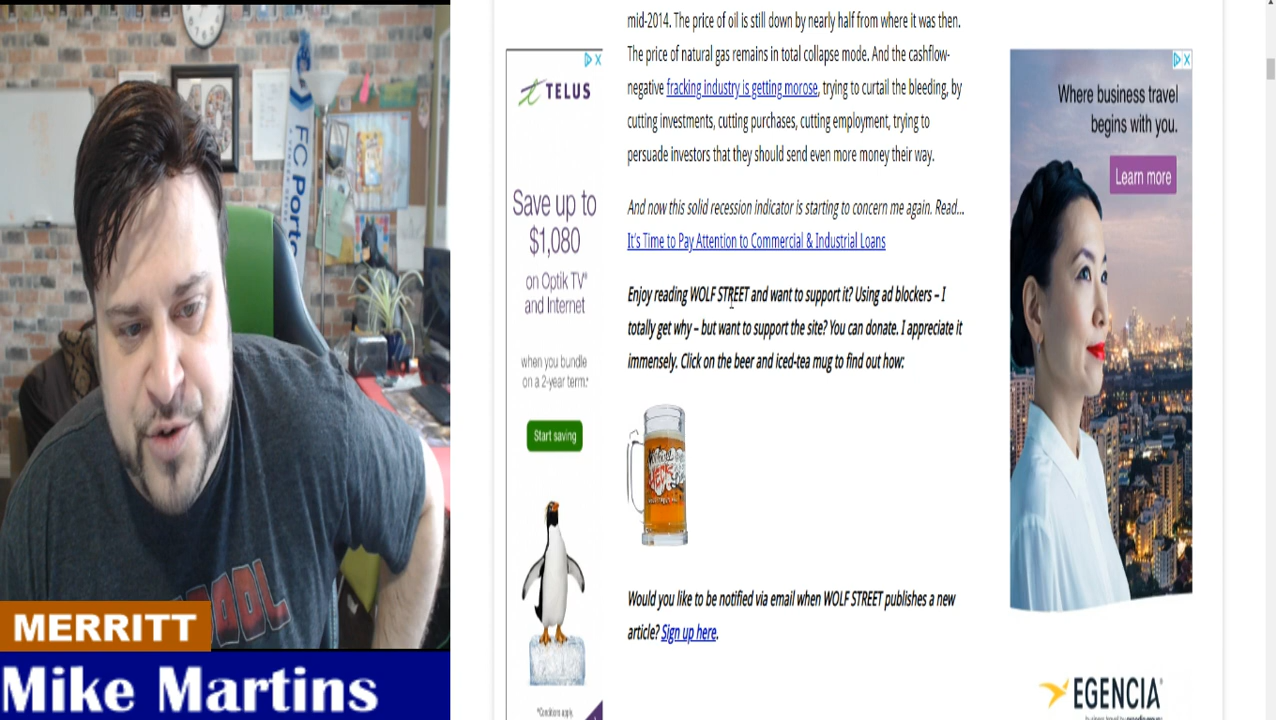 FC Porto
MERRITT
Mike Martins
TELUS
Save up to
$1,080
on Optik TV*
and Internet
when you bundle
on a 2-year term.*
Start saving
*Conditions apply.
mid-2014. The price of oil is still down by nearly half from where it was then.
The price of natural gas remains in total collapse mode. And the cashflow-
negative fracking industry is getting morose, trying to curtail the bleeding, by
cutting investments, cutting purchases, cutting employment, trying to
persuade investors that they should send even more money their way.
And now this solid recession indicator is starting to concern me again. Read...
It's Time to Pay Attention to Commercial & Industrial Loans
Enjoy reading WOLF STREET and want to support it? Using ad blockers – I
totally get why – but want to support the site? You can donate. I appreciate it
immensely. Click on the beer and iced-tea mug to find out how:
Would you like to be notified via email when WOLF STREET publishes a new
article? Sign up here.
Where business travel
begins with you.
Learn more
EGENCIA